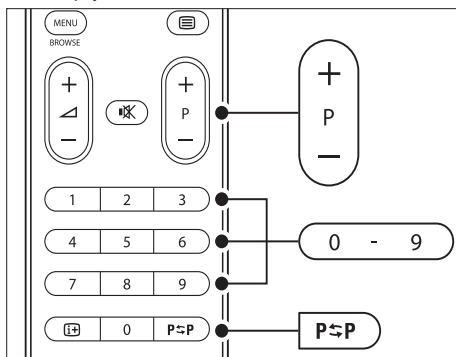 MENU
BROWSE
+ +
P
− −
1 2 3
4 5 6
7 8 9
i+ 0 P⇆P
+
P
−
0 - 9
P⇆P